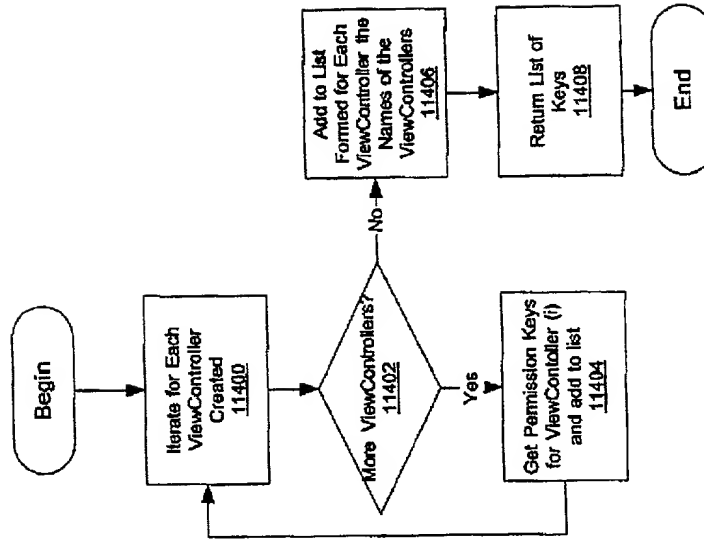 Begin
Iterate for Each
ViewController
Created
11400
More ViewControllers?
11402
Yes
Get Permission Keys
for ViewContoller (i)
and add to list
11404
No
Add to List
Formed for Each
ViewController the
Names of the
ViewControllers
11406
Return List of
Keys
11408
End